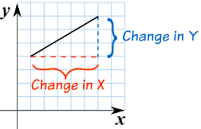 y
Change in Y
Change in X
x